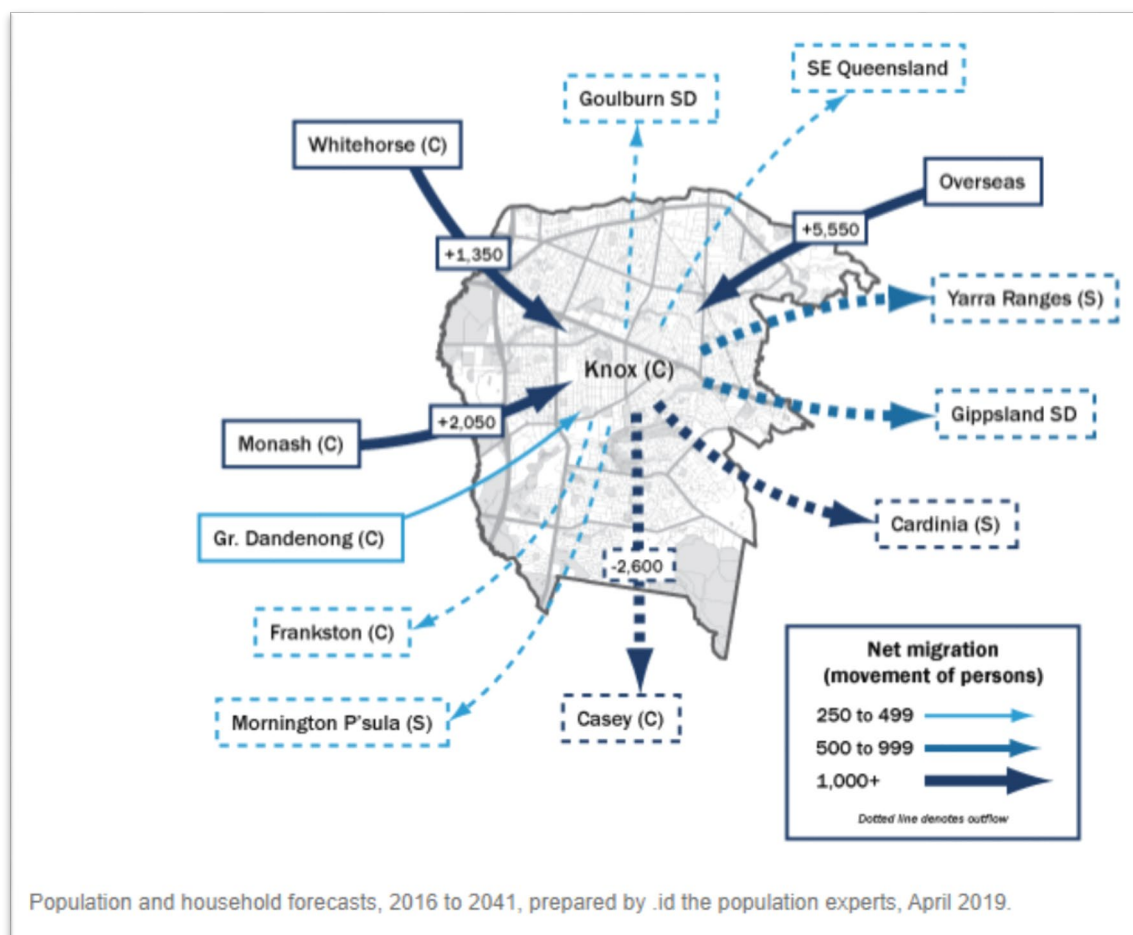 SE Queensland
Goulburn SD
Whitehorse (C)
Overseas
+5,550
+1,350
Yarra Ranges (S)
Knox (C)
Gippsland SD
+2,050
Monash (C)
Cardinia (S)
Gr. Dandenong (C)
-2,600
Frankston (C)
Mornington P'sula (S)
Casey (C)
Net migration
(movement of persons)
250 to 499
500 to 999
1,000+
Dotted line denotes outflow
Population and household forecasts, 2016 to 2041, prepared by .id the population experts, April 2019.